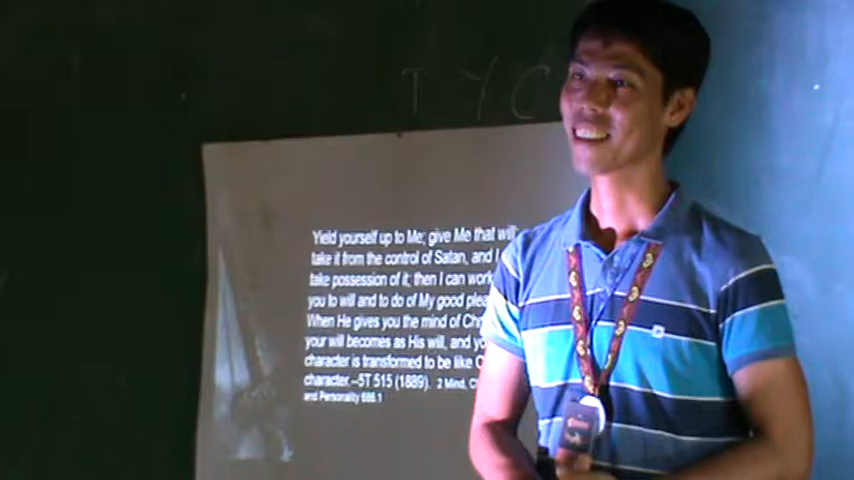 T Y C
Yield yourself up to Me; give Me that will;
take it from the control of Satan, and I
take possession of it; then I can work
you to will and to do of My good
When He gives you the mind of
your will becomes as His will, and
character is transformed to be like
character.–5T 515 (1889). 2 Mind,
and Personality 686.1